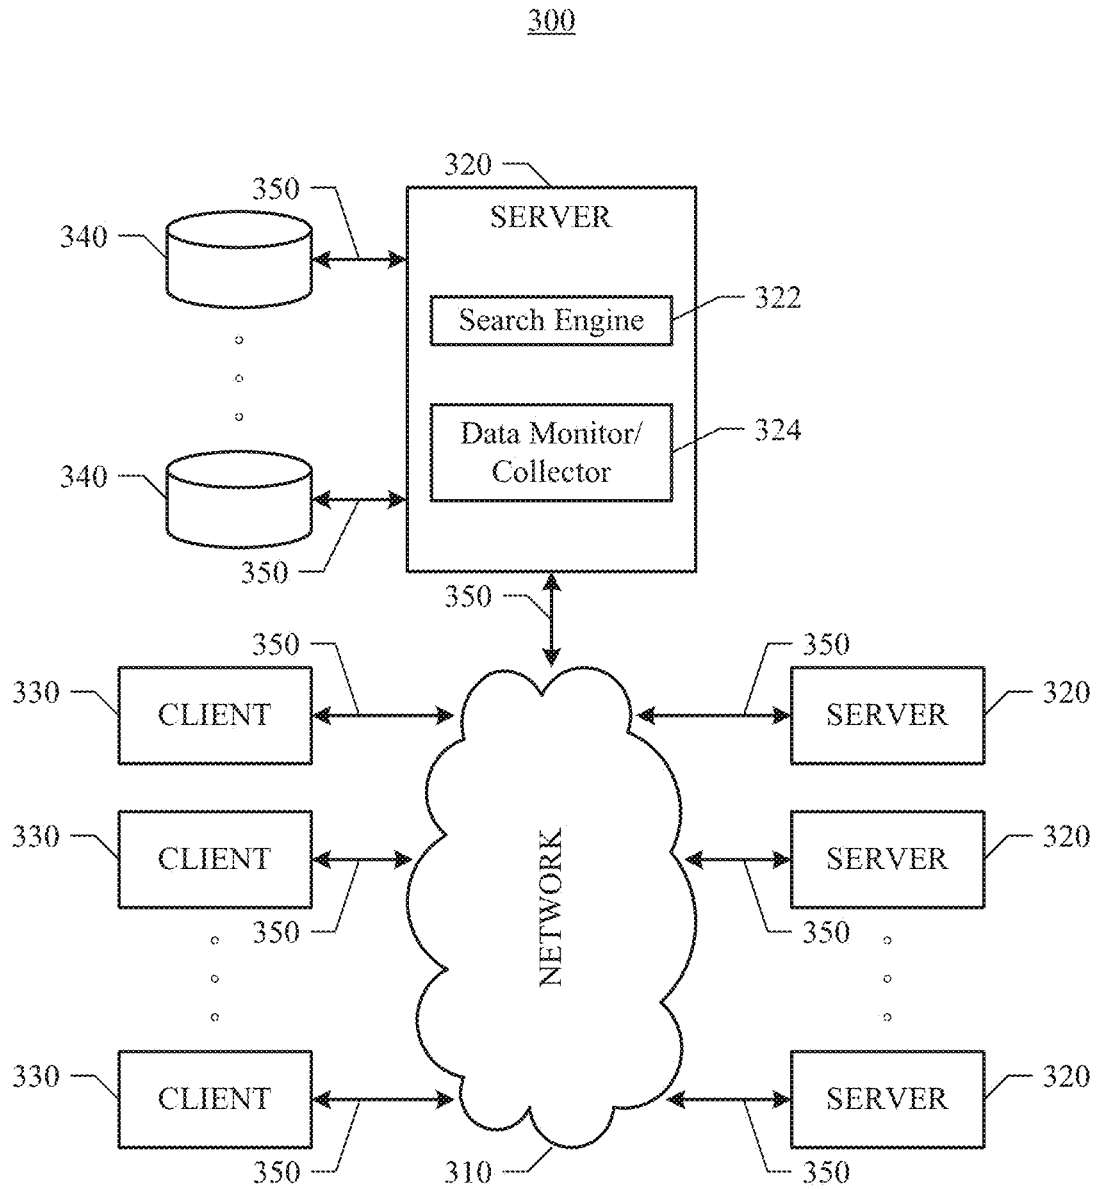 300
320
350
SERVER
340
322
Search Engine
324
Data Monitor/
Collector
340
350
350
350
350
330
CLIENT
SERVER
320
330
CLIENT
SERVER
320
350
350
NETWORK
330
CLIENT
SERVER
320
350
310
350